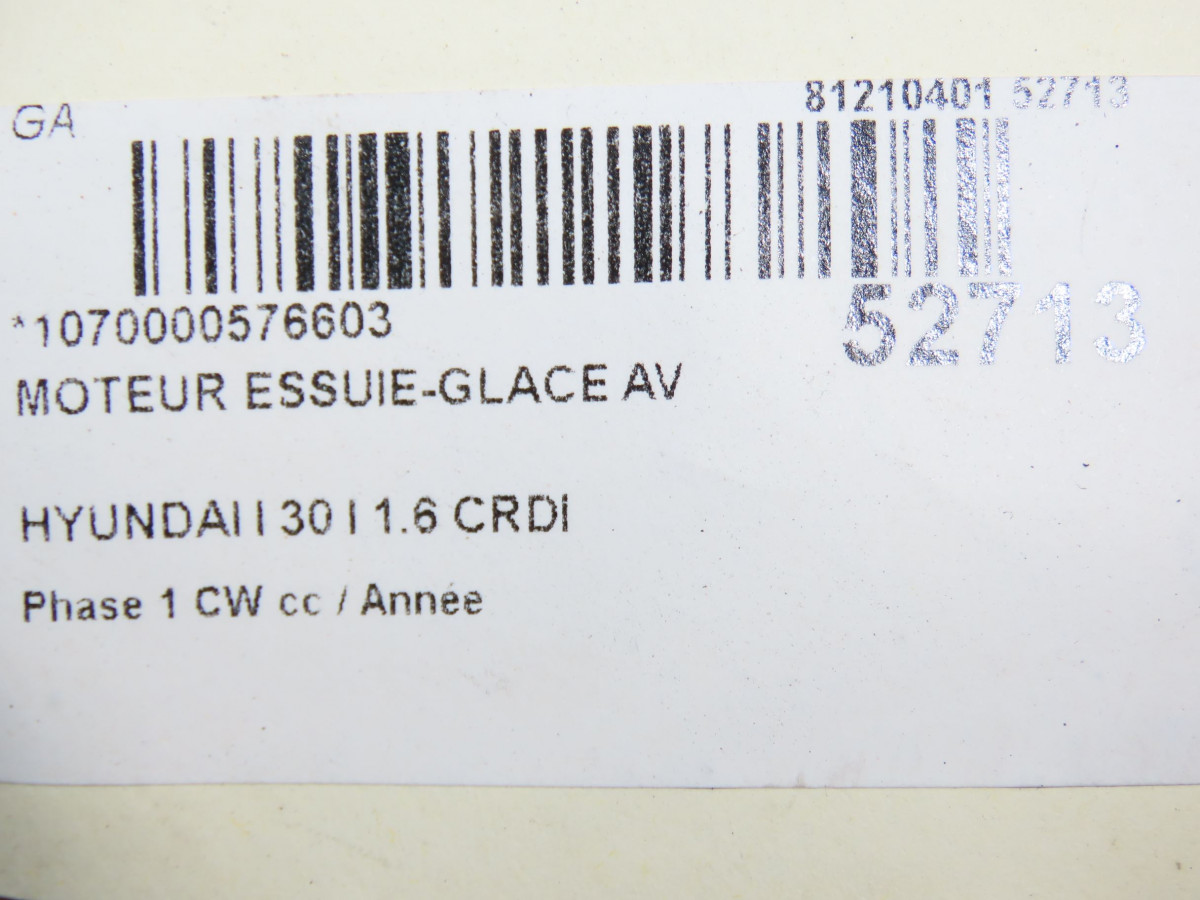 GA
81210401 52713
*1070000576603
52713
MOTEUR ESSUIE-GLACE AV
HYUNDAI I 30 I 1.6 CRDI
Phase 1 CW cc / Année